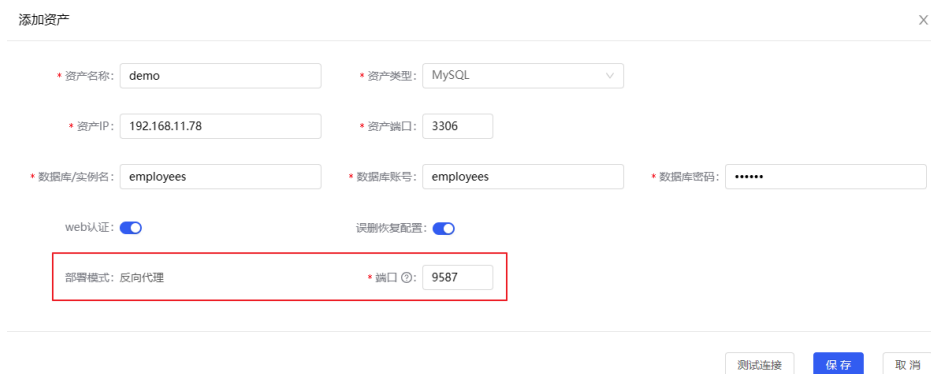 添加资产
* 资产名称: demo * 资产类型: MySQL
* 资产IP: 192.168.11.78 * 资产端口: 3306
* 数据库/实例名: employees * 数据库账号: employees * 数据库密码: ••••••
web认证: 误删恢复配置:
部署模式: 反向代理 * 端口 ?: 9587
测试连接 保存 取消